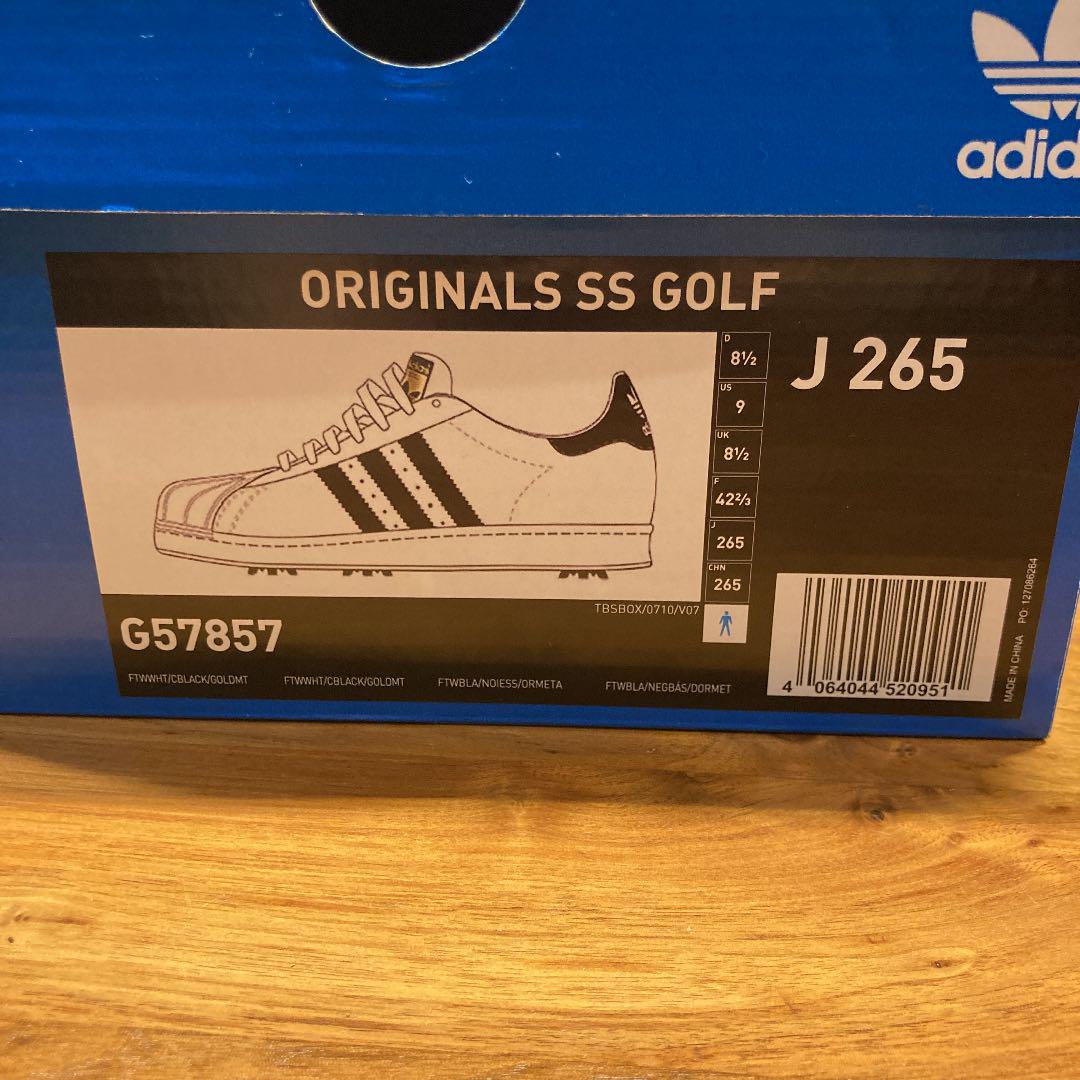 adid
ORIGINALS SS GOLF
D
8½
US
9
UK
8½
F
42⅔
J
265
CHN
265
J 265
TBSBOX/0710/V07
G57857
FTWWHT/CBLACK/GOLDMT FTWWHT/CBLACK/GOLDMT FTWBLA/NOIESS/ORMETA FTWBLA/NEGBÁS/DORMET
4 064044 520951
MADE IN CHINA PO: 127086264